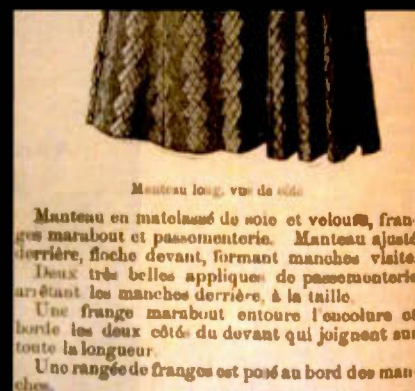 Manteau long, vue de côté
Manteau en matelassé de soie et velours, fran-
ges marabout et passementerie. Manteau ajusté
derrière, floche devant, formant manches visite.
Deux très belles appliques de passementerie
arrêtant les manches derrière, à la taille.
Une frange marabout entoure l'encolure et
borde les deux côtés du devant qui joignent sur
toute la longueur.
Une rangée de franges est posé au bord des man-
ches.